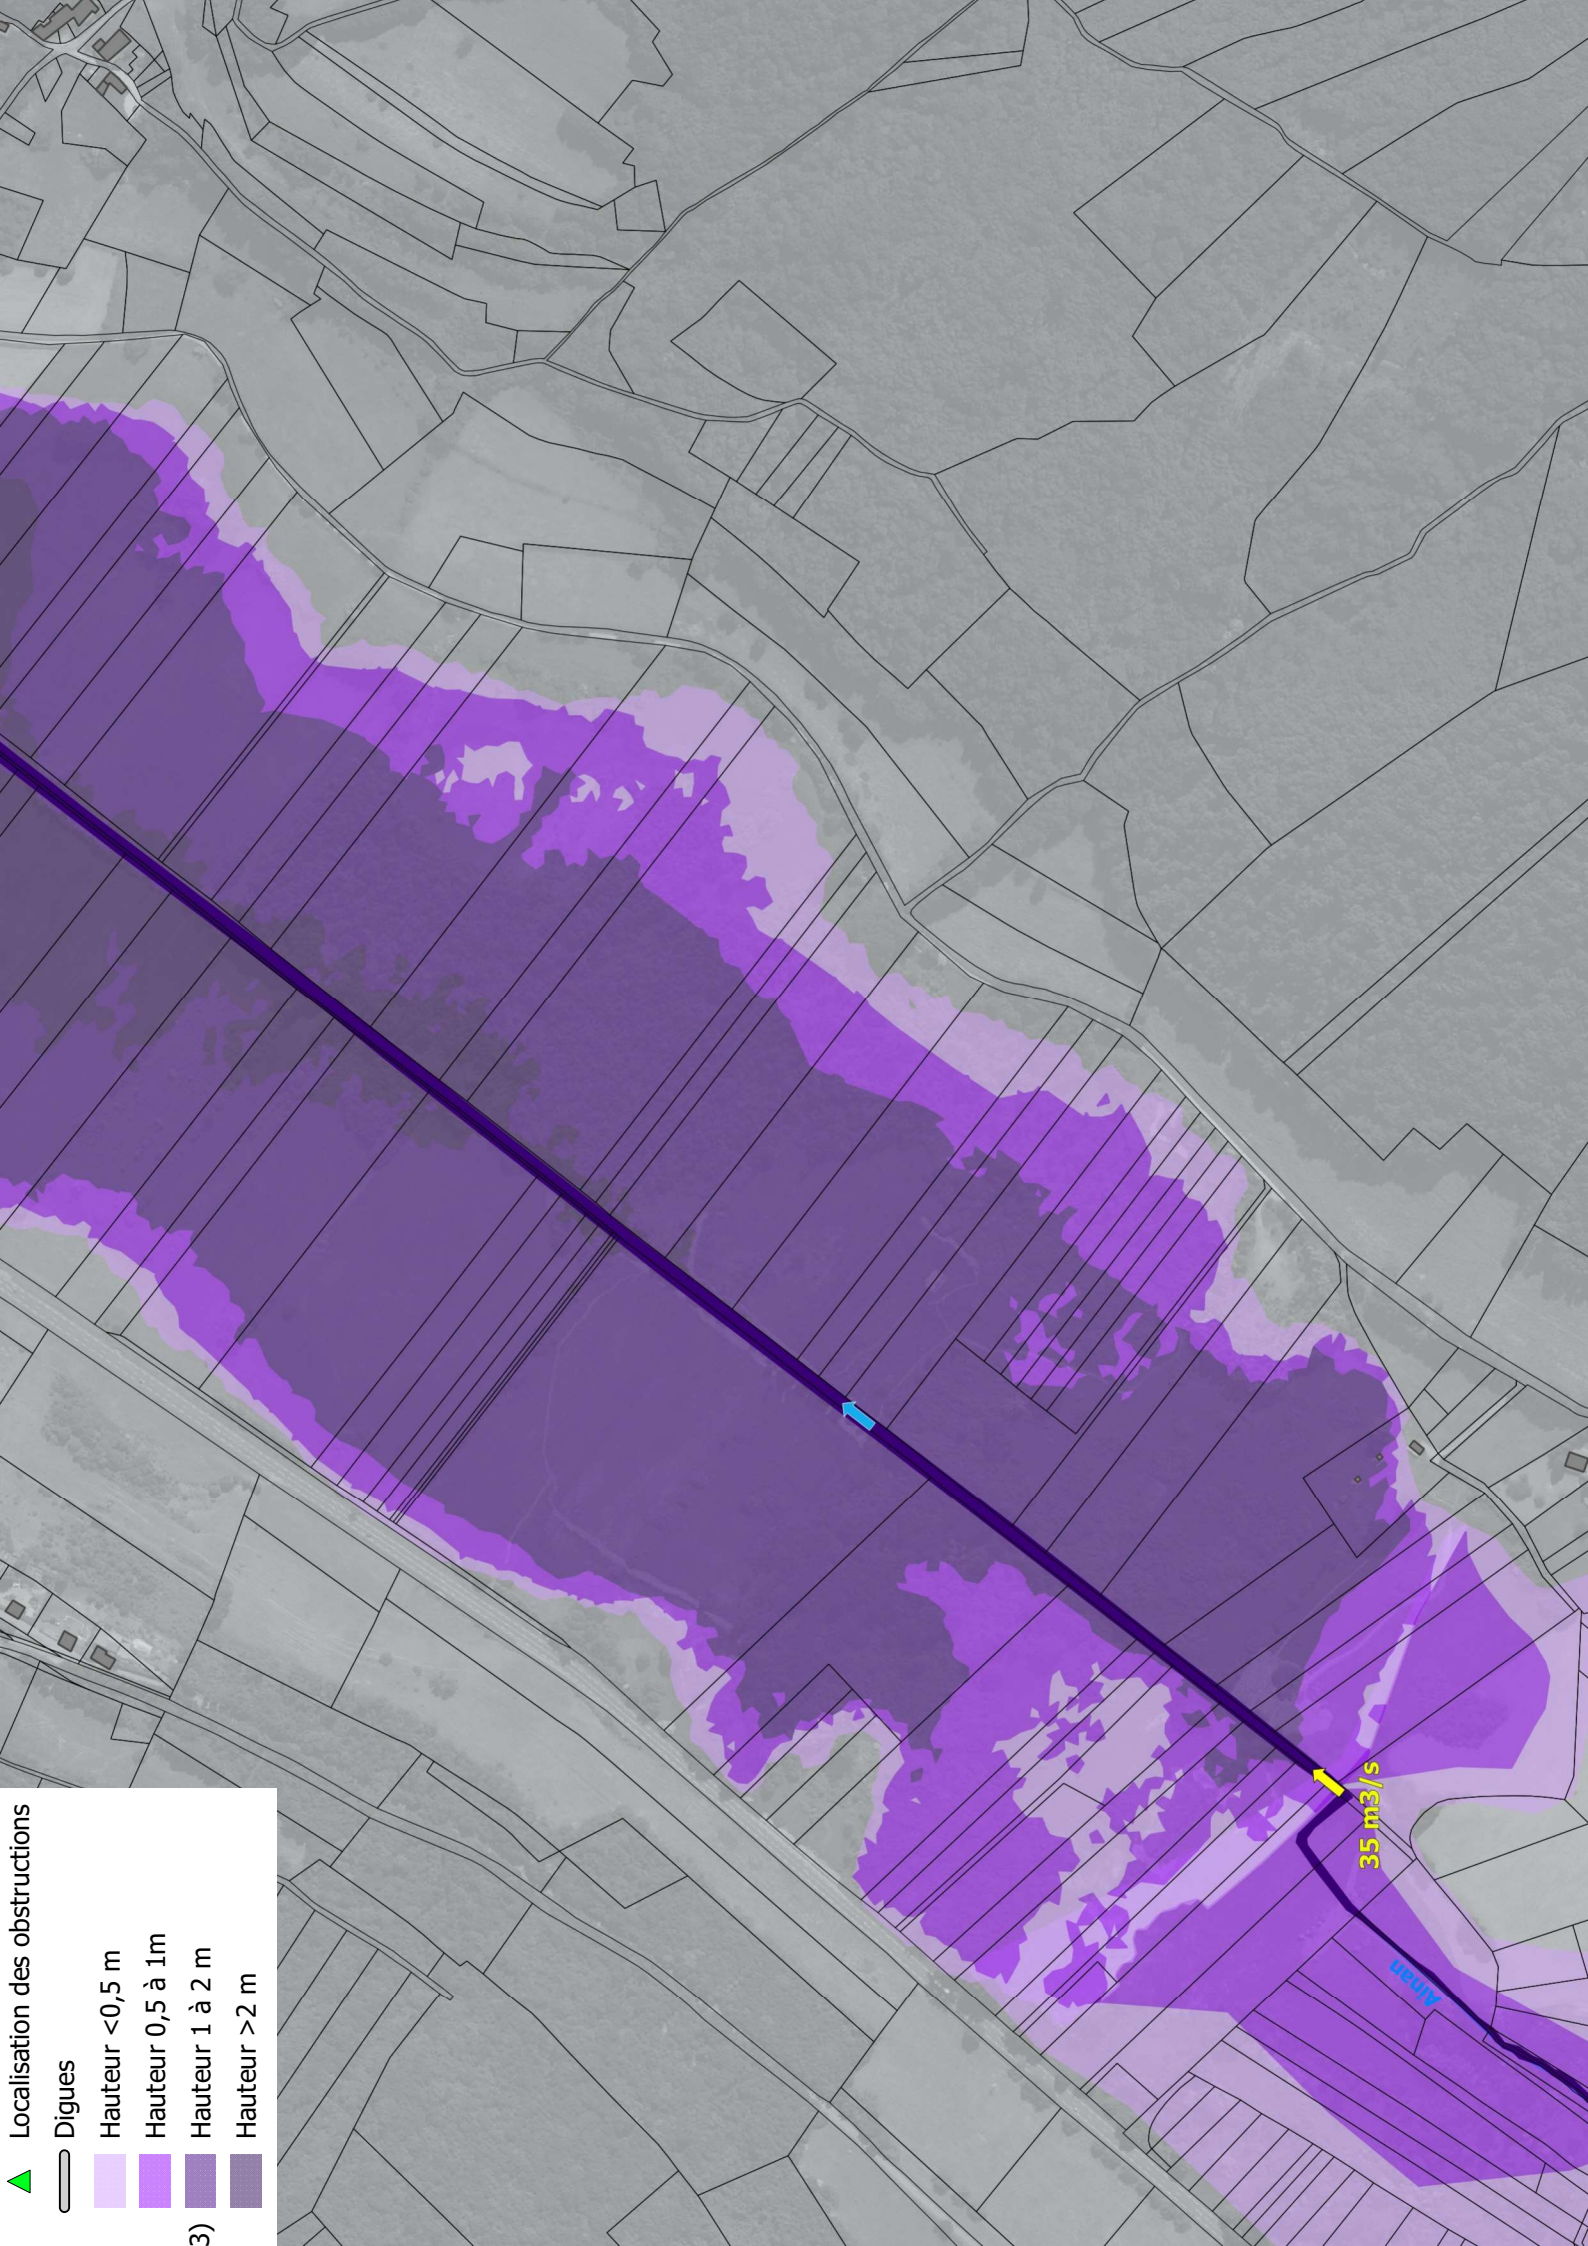 Localisation des obstructions
Digues
Hauteur <0,5 m
Hauteur 0,5 à 1m
Hauteur 1 à 2 m
Hauteur >2 m
3)
35 m3/s
Ainan